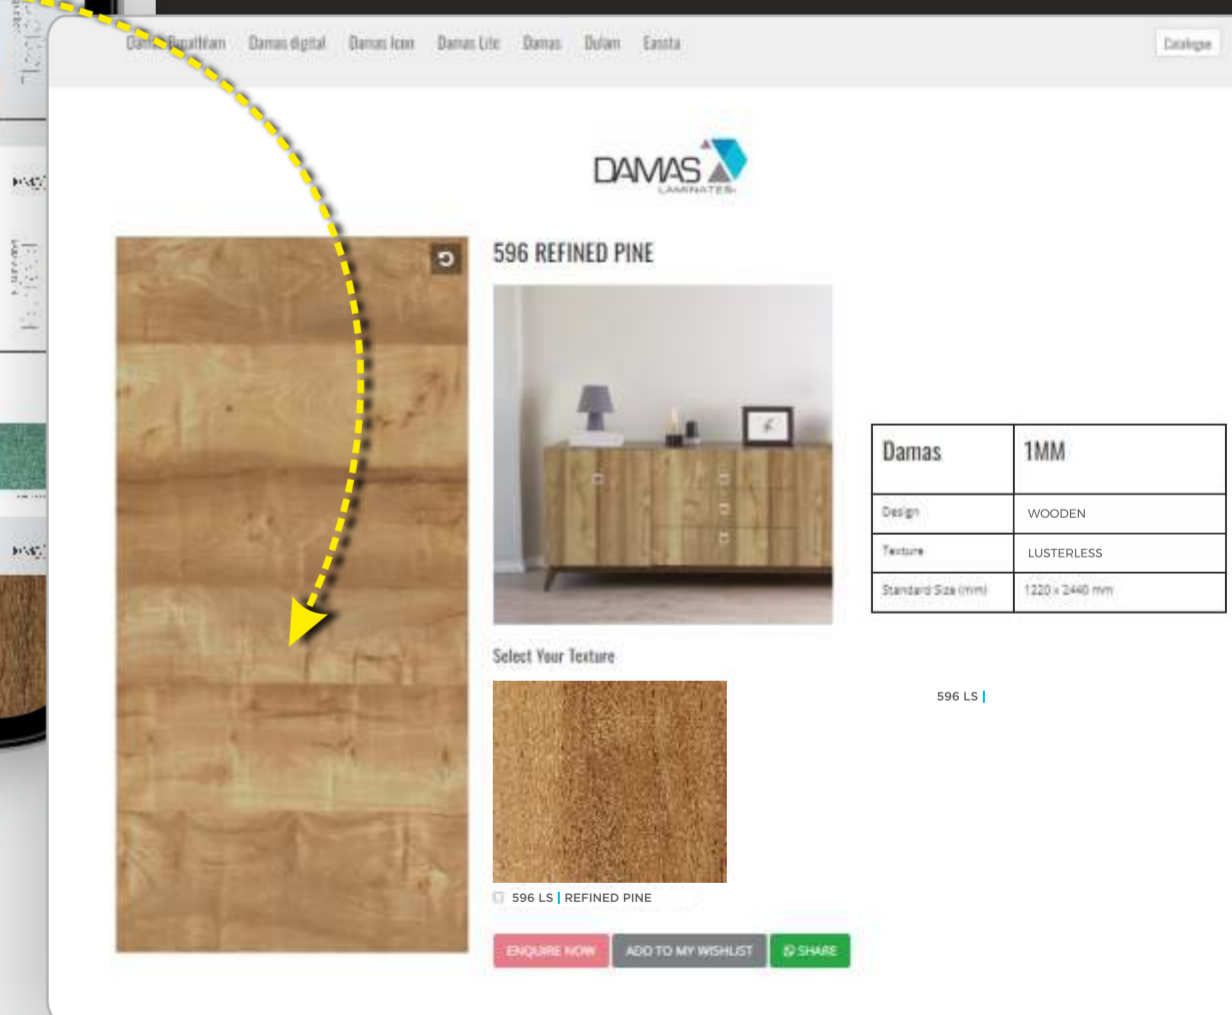 Damas digital Damas Icon Damas Lite Damas Dulam Eassta
Catalogue
DAMAS
LAMINATES
596 REFINED PINE
Damas 1MM
Design WOODEN
Texture LUSTERLESS
Standard Size (mm) 1220 x 2440 mm
Select Your Texture
596 LS |
596 LS | REFINED PINE
ENQUIRE NOW ADD TO MY WISHLIST SHARE